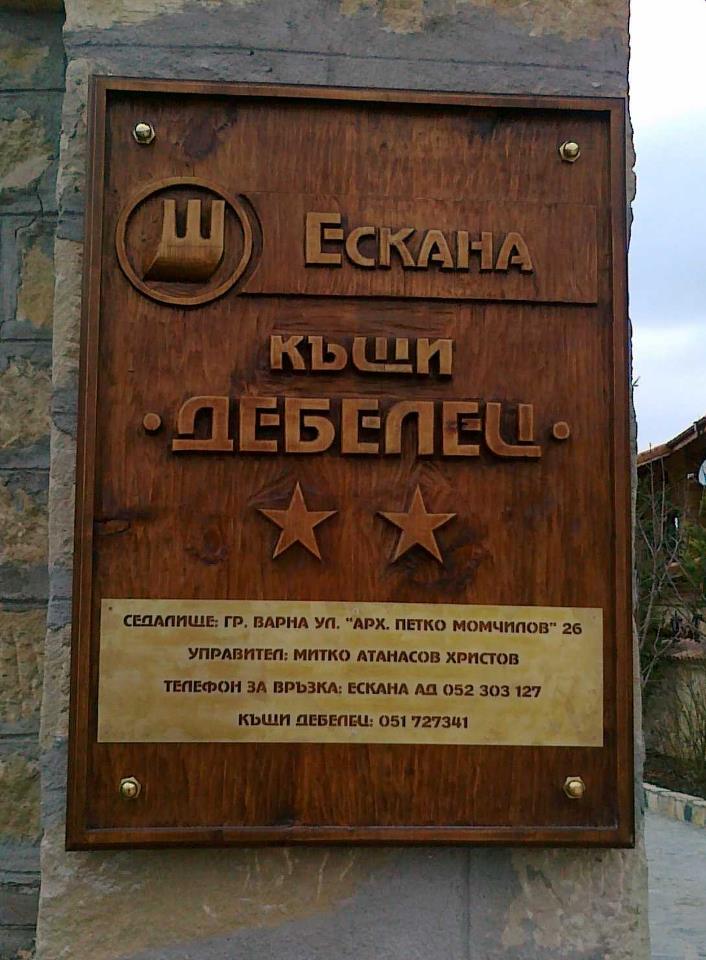 Ш
ЕСКАНА
КЪЩИ
·ДЕБЕЛЕЦ·
СЕДАЛИЩЕ: ГР. ВАРНА УЛ. "АРХ. ПЕТКО МОМЧИЛОВ" 26
УПРАВИТЕЛ: МИТКО АТАНАСОВ ХРИСТОВ
ТЕЛЕФОН ЗА ВРЪЗКА: ЕСКАНА АД 052 303 127
КЪЩИ ДЕБЕЛЕЦ: 051 727341